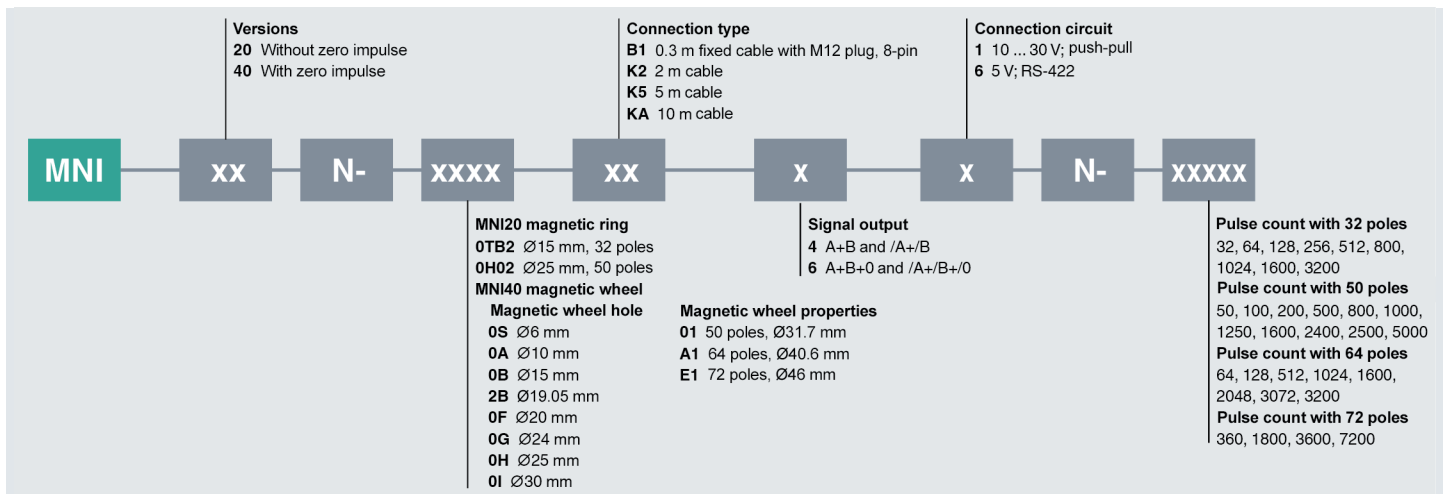 Versions
20 Without zero impulse
40 With zero impulse
Connection type
B1 0.3 m fixed cable with M12 plug, 8-pin
K2 2 m cable
K5 5 m cable
KA 10 m cable
Connection circuit
1 10 ... 30 V; push-pull
6 5 V; RS-422
MNI xx N- xxxx xx x x N- xxxxx
MNI20 magnetic ring
0TB2 Ø15 mm, 32 poles
0H02 Ø25 mm, 50 poles
MNI40 magnetic wheel
Magnetic wheel hole
0S Ø6 mm
0A Ø10 mm
0B Ø15 mm
2B Ø19.05 mm
0F Ø20 mm
0G Ø24 mm
0H Ø25 mm
0I Ø30 mm
Magnetic wheel properties
01 50 poles, Ø31.7 mm
A1 64 poles, Ø40.6 mm
E1 72 poles, Ø46 mm
Signal output
4 A+B and /A+/B
6 A+B+0 and /A+/B+/0
Pulse count with 32 poles
32, 64, 128, 256, 512, 800,
1024, 1600, 3200
Pulse count with 50 poles
50, 100, 200, 500, 800, 1000,
1250, 1600, 2400, 2500, 5000
Pulse count with 64 poles
64, 128, 512, 1024, 1600,
2048, 3072, 3200
Pulse count with 72 poles
360, 1800, 3600, 7200